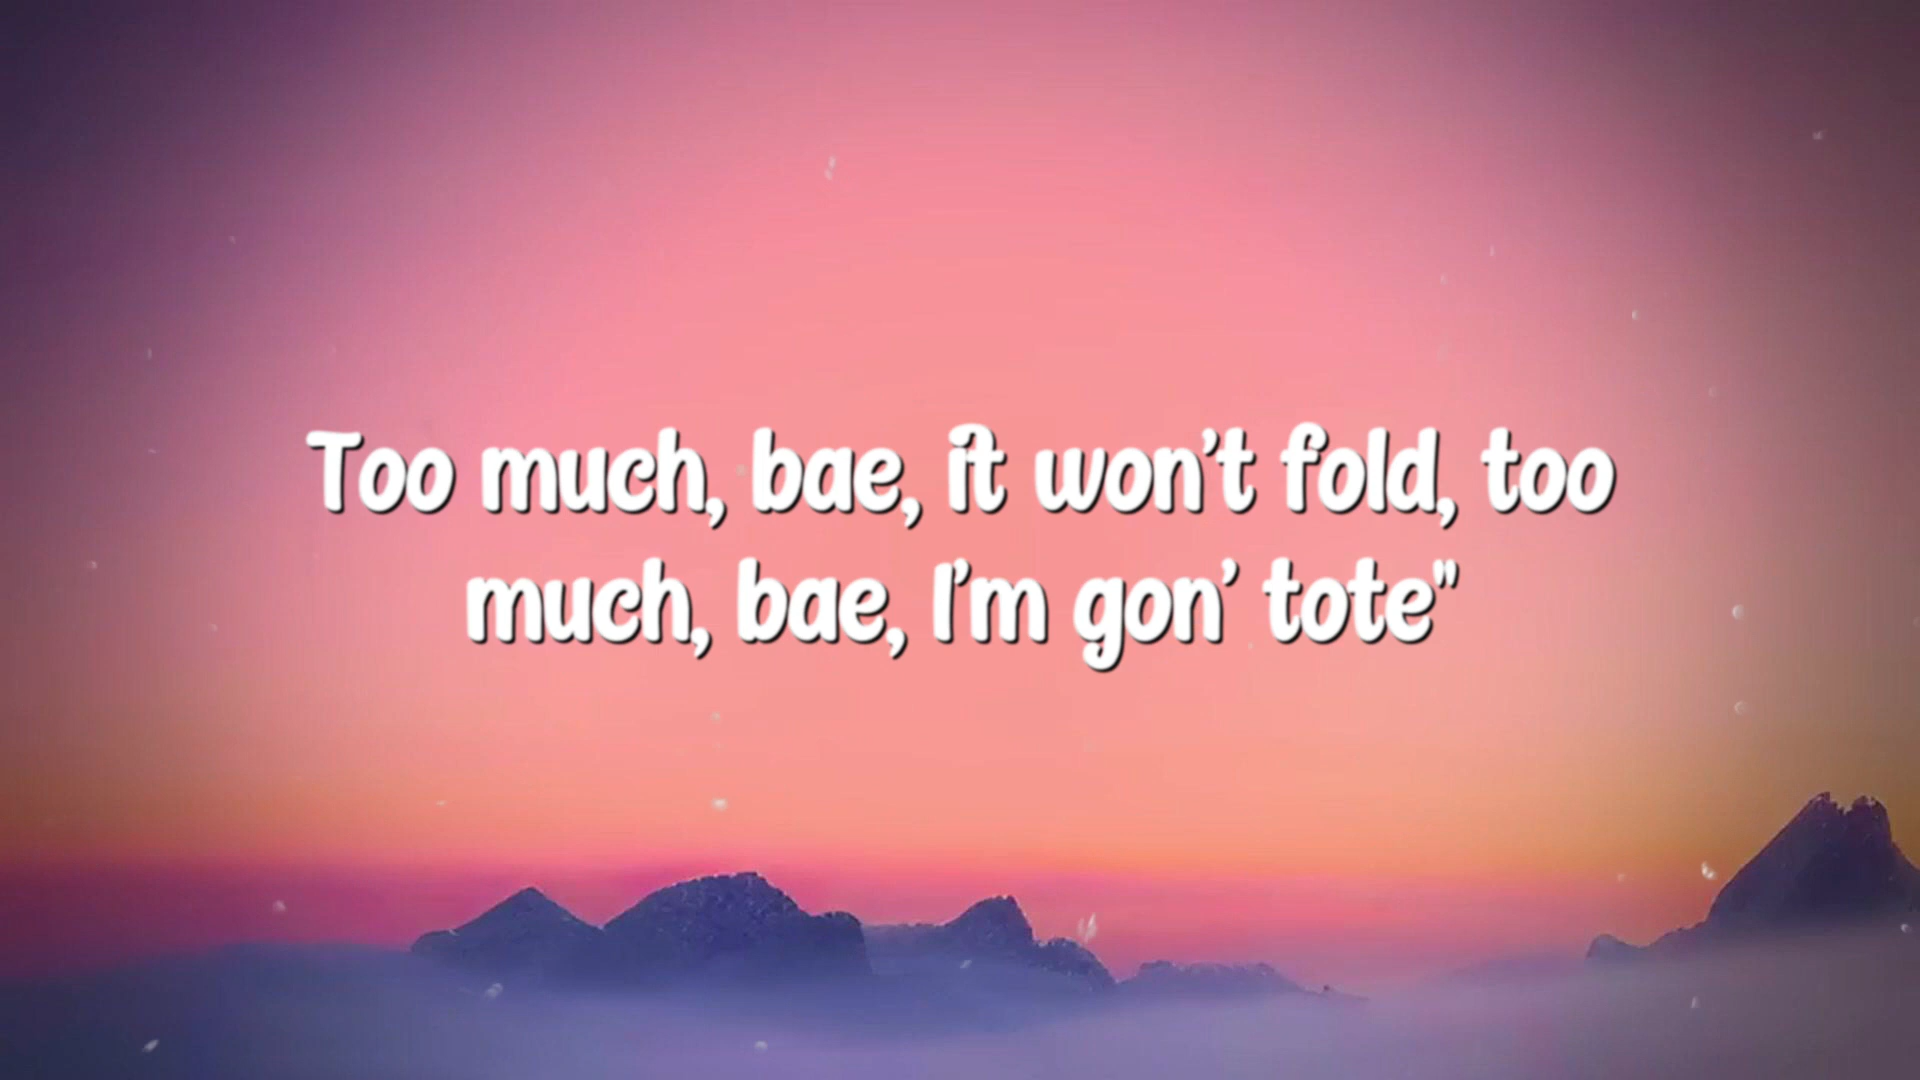 Too much, bae, it won't fold, too
much, bae, I'm gon' tote"